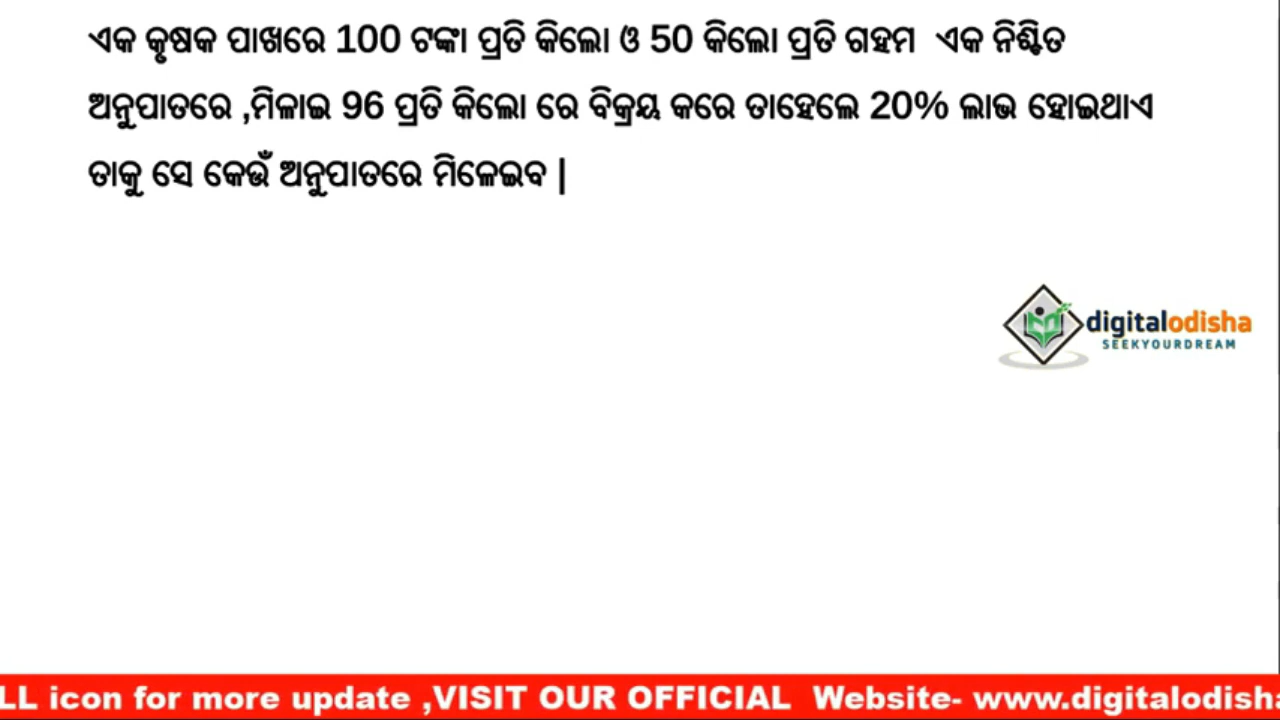 ଏକ କୃଷକ ପାଖରେ 100 ଟଙ୍କା ପ୍ରତି କିଲୋ ଓ 50 କିଲୋ ପ୍ରତି ଗହମ ଏକ ନିଶ୍ଚିତ
ଅନୁପାତରେ ,ମିଳାଇ 96 ପ୍ରତି କିଲୋ ରେ ବିକ୍ରୟ କରେ ତାହେଲେ 20% ଲାଭ ହୋଇଥାଏ
ତାକୁ ସେ କେଉଁ ଅନୁପାତରେ ମିଳେଇବ |
digitalodisha
SEEKYOURDREAM
LL icon for more update ,VISIT OUR OFFICIAL Website- www.digitalodisha